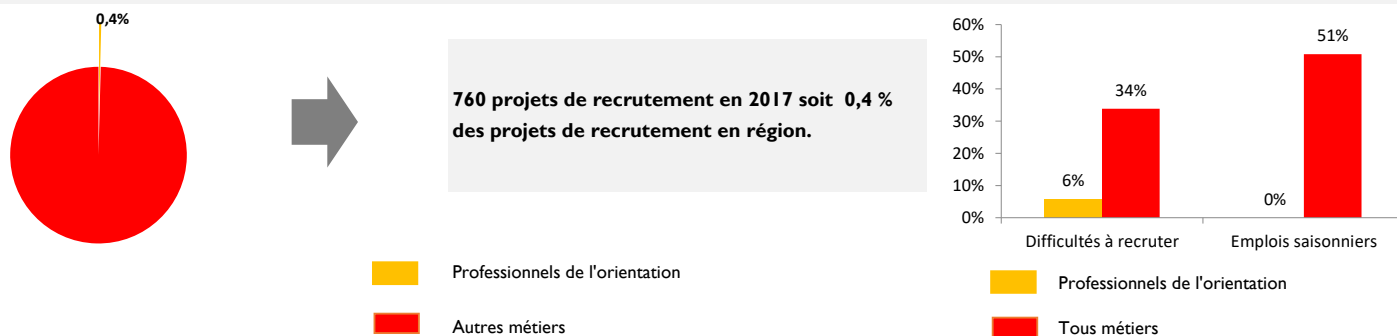 0,4%
760 projets de recrutement en 2017 soit 0,4 %
des projets de recrutement en région.
Professionnels de l'orientation
Autres métiers
60%
50%
40%
30%
20%
10%
0%
6%
34%
0%
51%
Difficultés à recruter
Emplois saisonniers
Professionnels de l'orientation
Tous métiers